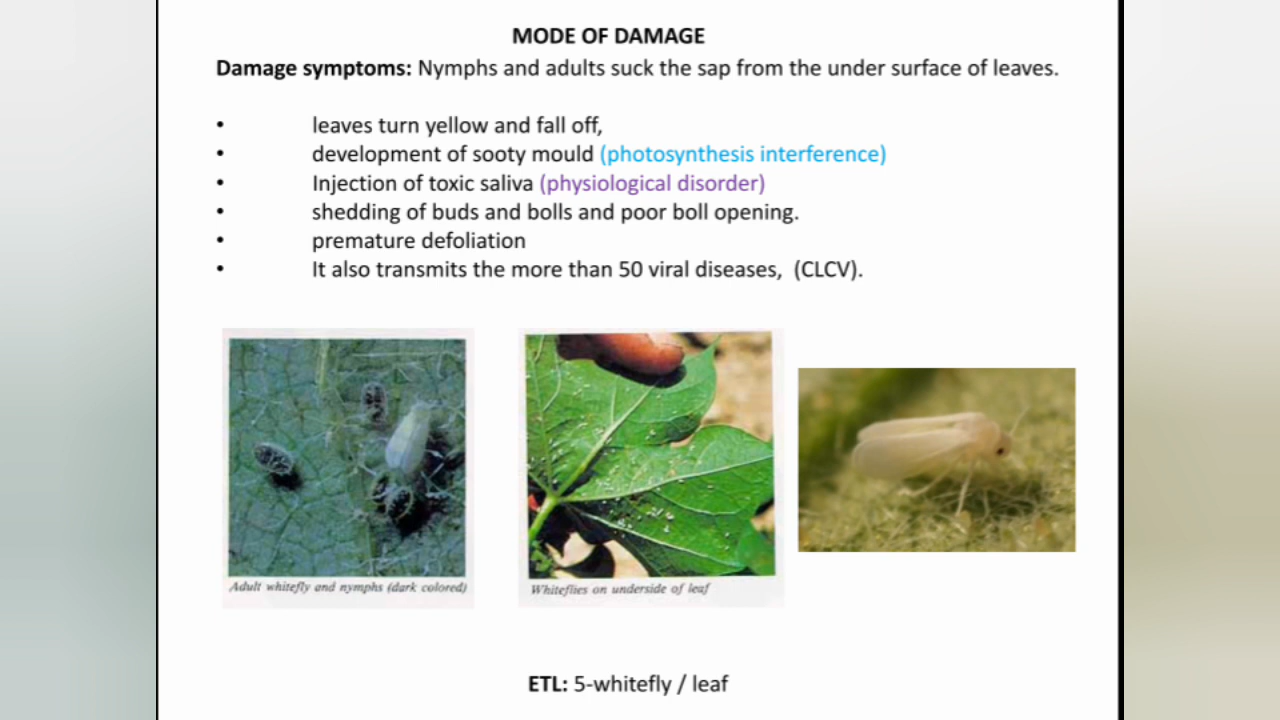 MODE OF DAMAGE
Damage symptoms: Nymphs and adults suck the sap from the under surface of leaves.
• leaves turn yellow and fall off,
• development of sooty mould (photosynthesis interference)
• Injection of toxic saliva (physiological disorder)
• shedding of buds and bolls and poor boll opening.
• premature defoliation
• It also transmits the more than 50 viral diseases, (CLCV).
Adult whitefly and nymphs (dark colored)
Whiteflies on underside of leaf
ETL: 5-whitefly / leaf